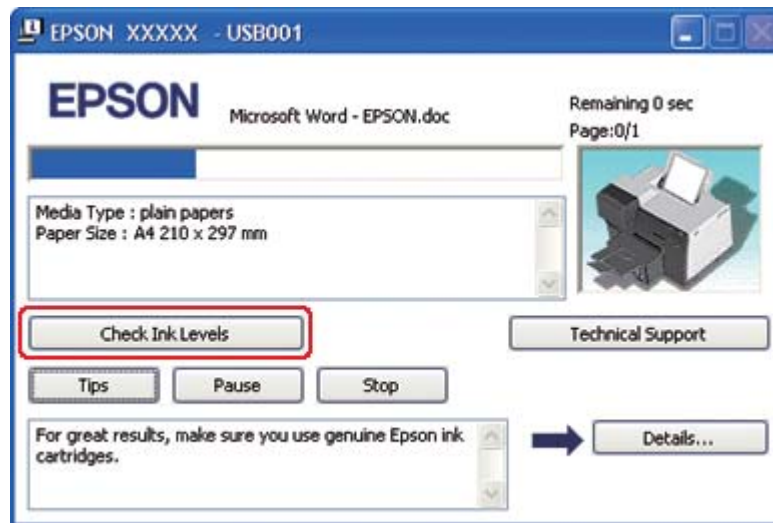 EPSON XXXXX - USB001
EPSON
Microsoft Word - EPSON.doc
Remaining 0 sec
Page:0/1
Media Type : plain papers
Paper Size : A4 210 x 297 mm
Check Ink Levels
Technical Support
Tips
Pause
Stop
For great results, make sure you use genuine Epson ink
cartridges.
Details...